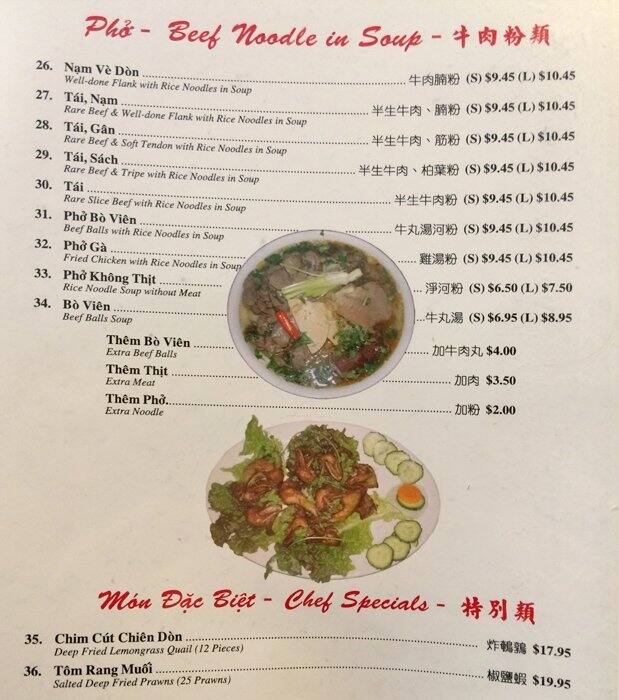 Phở - Beef Noodle in Soup - 牛肉粉類
26. Nạm Vè Dòn 牛肉腩粉 (S) $9.45 (L) $10.45
Well-done Flank with Rice Noodles in Soup
27. Tái, Nạm 半生牛肉、腩粉 (S) $9.45 (L) $10.45
Rare Beef & Well-done Flank with Rice Noodles in Soup
28. Tái, Gân 半生牛肉、筋粉 (S) $9.45 (L) $10.45
Rare Beef & Soft Tendon with Rice Noodles in Soup
29. Tái, Sách 半生牛肉、柏葉粉 (S) $9.45 (L) $10.45
Rare Beef & Tripe with Rice Noodles in Soup
30. Tái 半生牛肉粉 (S) $9.45 (L) $10.45
Rare Slice Beef with Rice Noodles in Soup
31. Phở Bò Viên 牛丸湯河粉 (S) $9.45 (L) $10.45
Beef Balls with Rice Noodles in Soup
32. Phở Gà 雞湯粉 (S) $9.45 (L) $10.45
Fried Chicken with Rice Noodles in Soup
33. Phở Không Thịt 淨河粉 (S) $6.50 (L) $7.50
Rice Noodle Soup without Meat
34. Bò Viên 牛丸湯 (S) $6.95 (L) $8.95
Beef Balls Soup
Thêm Bò Viên 加牛肉丸 $4.00
Extra Beef Balls
Thêm Thịt 加肉 $3.50
Extra Meat
Thêm Phở 加粉 $2.00
Extra Noodle
Món Đặc Biệt - Chef Specials - 特別類
35. Chim Cút Chiên Dòn 炸鵪鶉 $17.95
Deep Fried Lemongrass Quail (12 Pieces)
36. Tôm Rang Muối 椒鹽蝦 $19.95
Salted Deep Fried Prawns (25 Prawns)